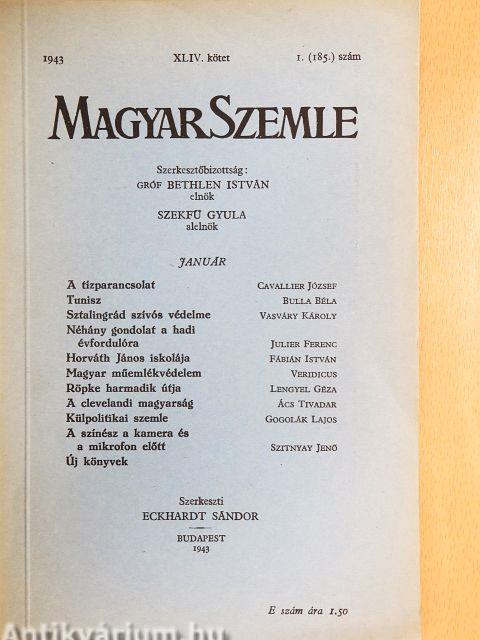 1943 XLIV. kötet 1. (185.) szám
MAGYAR SZEMLE
Szerkesztőbizottság:
GRÓF BETHLEN ISTVÁN
elnök
SZEKFŰ GYULA
alelnök
JANUÁR
A tízparancsolat CAVALLIER JÓZSEF
Tunisz BULLA BÉLA
Sztalingrád szívós védelme VASVÁRY KÁROLY
Néhány gondolat a hadi
évfordulóra JULIER FERENC
Horváth János iskolája FÁBIÁN ISTVÁN
Magyar műemlékvédelem VERIDICUS
Röpke harmadik útja LENGYEL GÉZA
A clevelandi magyarság ÁCS TIVADAR
Külpolitikai szemle GOGOLÁK LAJOS
A színész a kamera és
a mikrofon előtt SZITNYAY JENŐ
Új könyvek
Szerkeszti
ECKHARDT SÁNDOR
BUDAPEST
1943
E szám ára 1.50
Antikvárium.hu